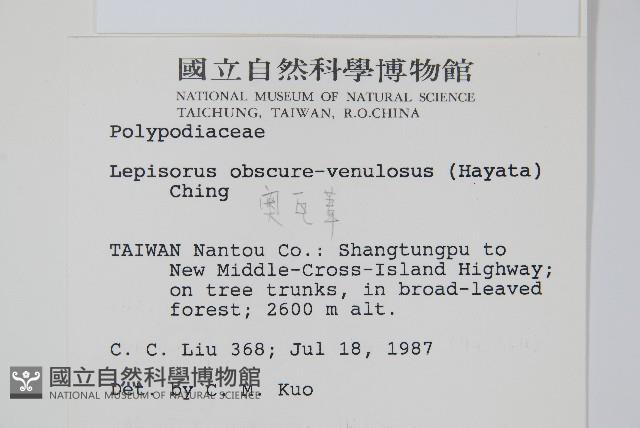 國立自然科學博物館
NATIONAL MUSEUM OF NATURAL SCIENCE
TAICHUNG, TAIWAN, R.O.CHINA
Polypodiaceae
Lepisorus obscure-venulosus (Hayata)
Ching
奧瓦葦
TAIWAN Nantou Co.: Shangtungpu to
New Middle-Cross-Island Highway;
on tree trunks, in broad-leaved
forest; 2600 m alt.
C. C. Liu 368; Jul 18, 1987
Det. by C. M. Kuo
國立自然科學博物館
NATIONAL MUSEUM OF NATURAL SCIENCE